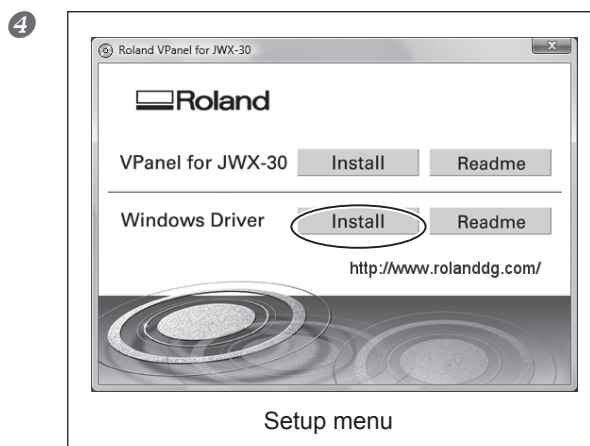 4
Roland VPanel for JWX-30
Roland
VPanel for JWX-30 Install Readme
Windows Driver Install Readme
http://www.rolanddg.com/
Setup menu